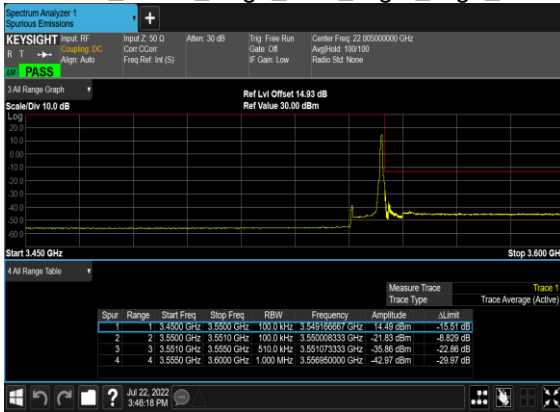 Spectrum Analyzer 1
Spurious Emissions
+
KEYSIGHT Input: RF Input Z: 50 Ω Atten: 30 dB Trig: Free Run Center Freq: 22.005000000 GHz
R T Coupling: DC Corr CCorr Gate: Off Avg|Hold: 100/100
Align: Auto Freq Ref: Int (S) IF Gain: Low Radio Std: None
PASS
3 All Range Graph Ref Lvl Offset 14.93 dB
Scale/Div 10.0 dB Ref Value 30.00 dBm
Log
20.0
10.0
0.00
-10.0
-20.0
-30.0
-40.0
-50.0
-60.0
Start 3.450 GHz Stop 3.600 GH
4 All Range Table
Measure Trace Trace 1
Trace Type Trace Average (Active)
Spur Range Start Freq Stop Freq RBW Frequency Amplitude ΔLimit
1 1 3.4500 GHz 3.5500 GHz 100.0 kHz 3.549166667 GHz 14.49 dBm -15.51 dB
2 2 3.5500 GHz 3.5510 GHz 100.0 kHz 3.550008333 GHz -21.83 dBm -8.829 dB
3 3 3.5510 GHz 3.5550 GHz 510.0 kHz 3.551073333 GHz -35.86 dBm -22.86 dB
4 4 3.5550 GHz 3.6000 GHz 1.000 MHz 3.556950000 GHz -42.97 dBm -29.97 dB
? Jul 22, 2022
3:46:18 PM